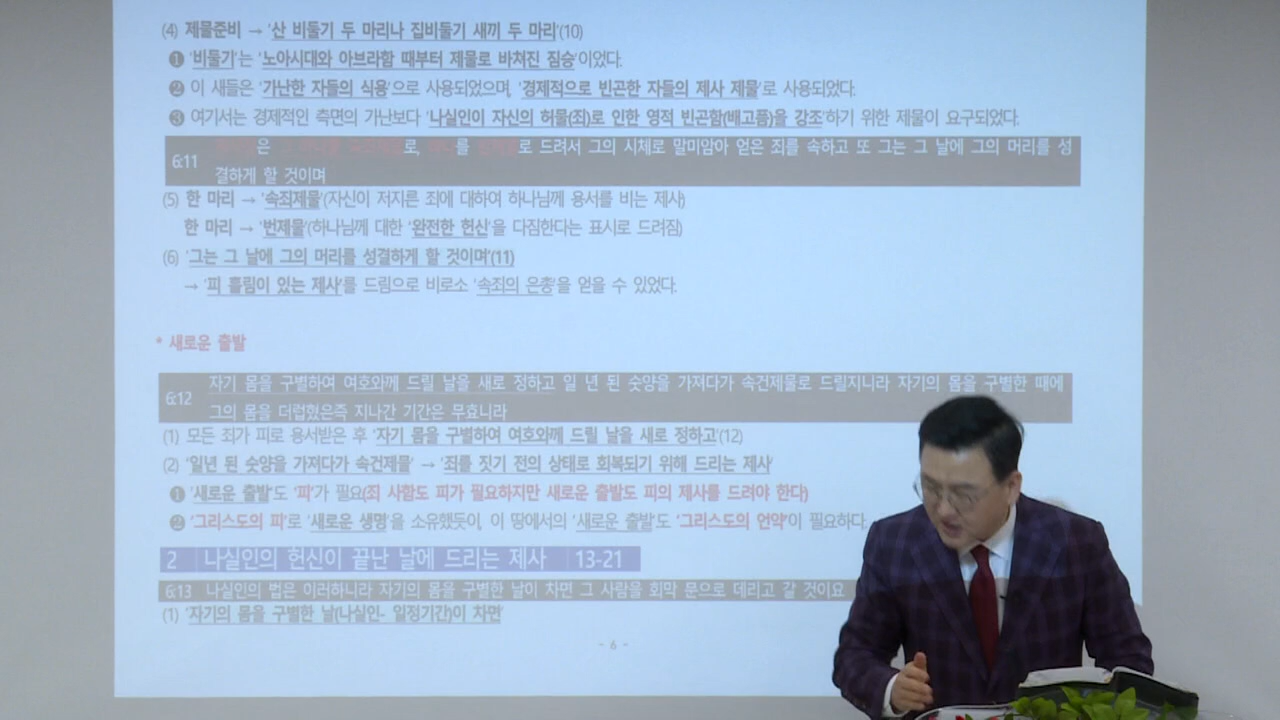 (4) 제물준비 → '산 비둘기 두 마리나 집비둘기 새끼 두 마리'(10)
❶ '비둘기'는 '노아시대와 아브라함 때부터 제물로 바쳐진 짐승'이었다.
❷ 이 새들은 '가난한 자들의 식용'으로 사용되었으며, '경제적으로 빈곤한 자들의 제사 제물'로 사용되었다.
❸ 여기서는 경제적인 측면의 가난보다 '나실인이 자신의 허물(죄)로 인한 영적 빈곤함(배고픔)을 강조'하기 위한 제물이 요구되었다.
6:11 은 로, 를 로 드려서 그의 시체로 말미암아 얻은 죄를 속하고 또 그는 그 날에 그의 머리를 성
결하게 할 것이며
(5) 한 마리 → '속죄제물'(자신이 저지른 죄에 대하여 하나님께 용서를 비는 제사)
한 마리 → '번제물'(하나님께 대한 '완전한 헌신'을 다짐한다는 표시로 드려짐)
(6) '그는 그 날에 그의 머리를 성결하게 할 것이며'(11)
→ '피 흘림이 있는 제사'를 드림으로 비로소 '속죄의 은총'을 얻을 수 있었다.
* 새로운 출발
6:12 자기 몸을 구별하여 여호와께 드릴 날을 새로 정하고 일 년 된 숫양을 가져다가 속건제물로 드릴지니라 자기의 몸을 구별한 때에
그의 몸을 더럽혔은즉 지나간 기간은 무효니라
(1) 모든 죄가 피로 용서받은 후 '자기 몸을 구별하여 여호와께 드릴 날을 새로 정하고'(12)
(2) '일년 된 숫양을 가져다가 속건제물' → '죄를 짓기 전의 상태로 회복되기 위해 드리는 제사'
❶ '새로운 출발'도 '피'가 필요(죄 사함도 피가 필요하지만 새로운 출발도 피의 제사를 드려야 한다)
❷ '그리스도의 피'로 '새로운 생명'을 소유했듯이, 이 땅에서의 '새로운 출발'도 '그리스도의 언약'이 필요하다.
2 나실인의 헌신이 끝난 날에 드리는 제사 13-21
6:13 나실인의 법은 이러하니라 자기의 몸을 구별한 날이 차면 그 사람을 회막 문으로 데리고 갈 것이요
(1) '자기의 몸을 구별한 날(나실인- 일정기간)이 차면'
- 6 -